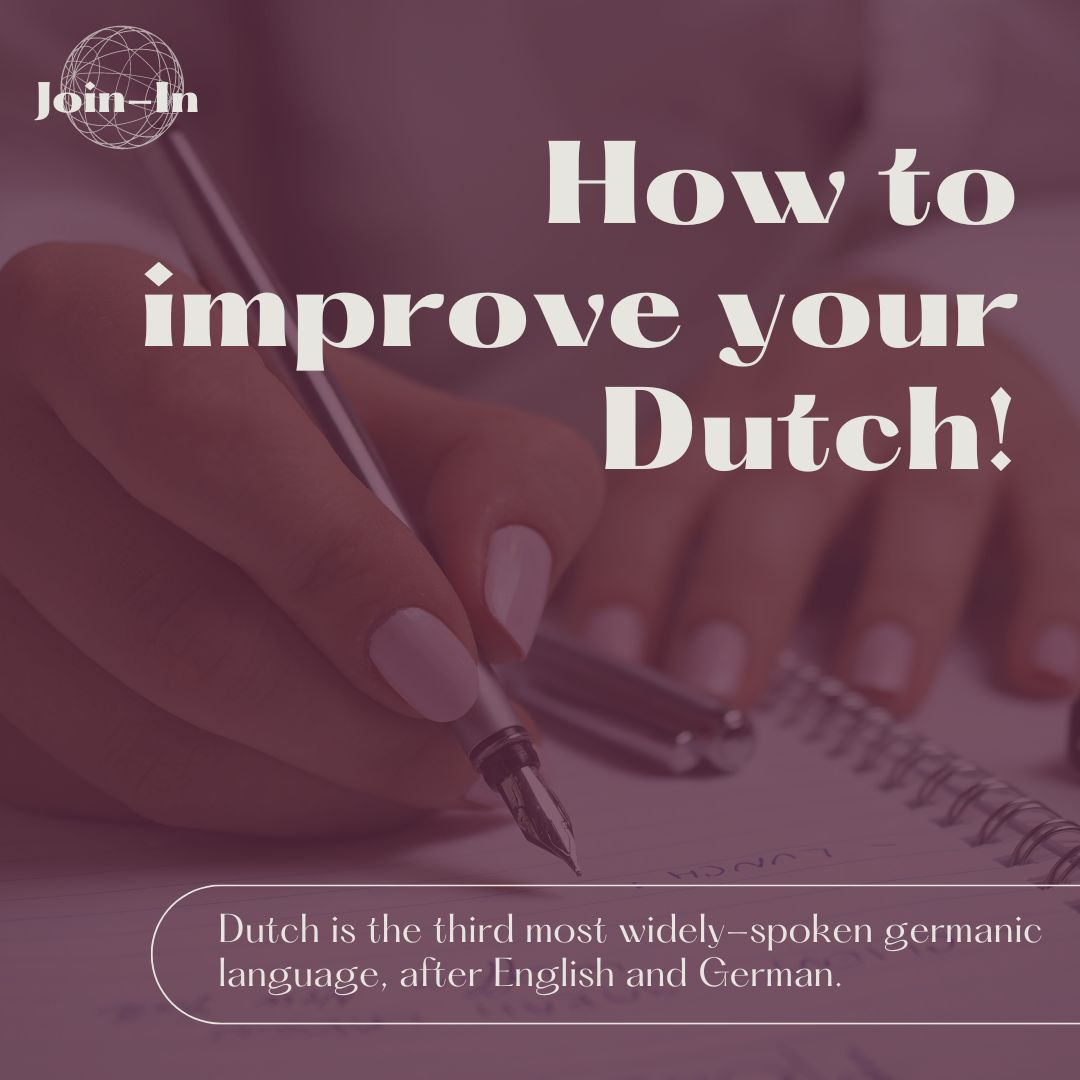 Join-In
How to
improve your
Dutch!
LUNCH
Dutch is the third most widely-spoken germanic
language, after English and German.